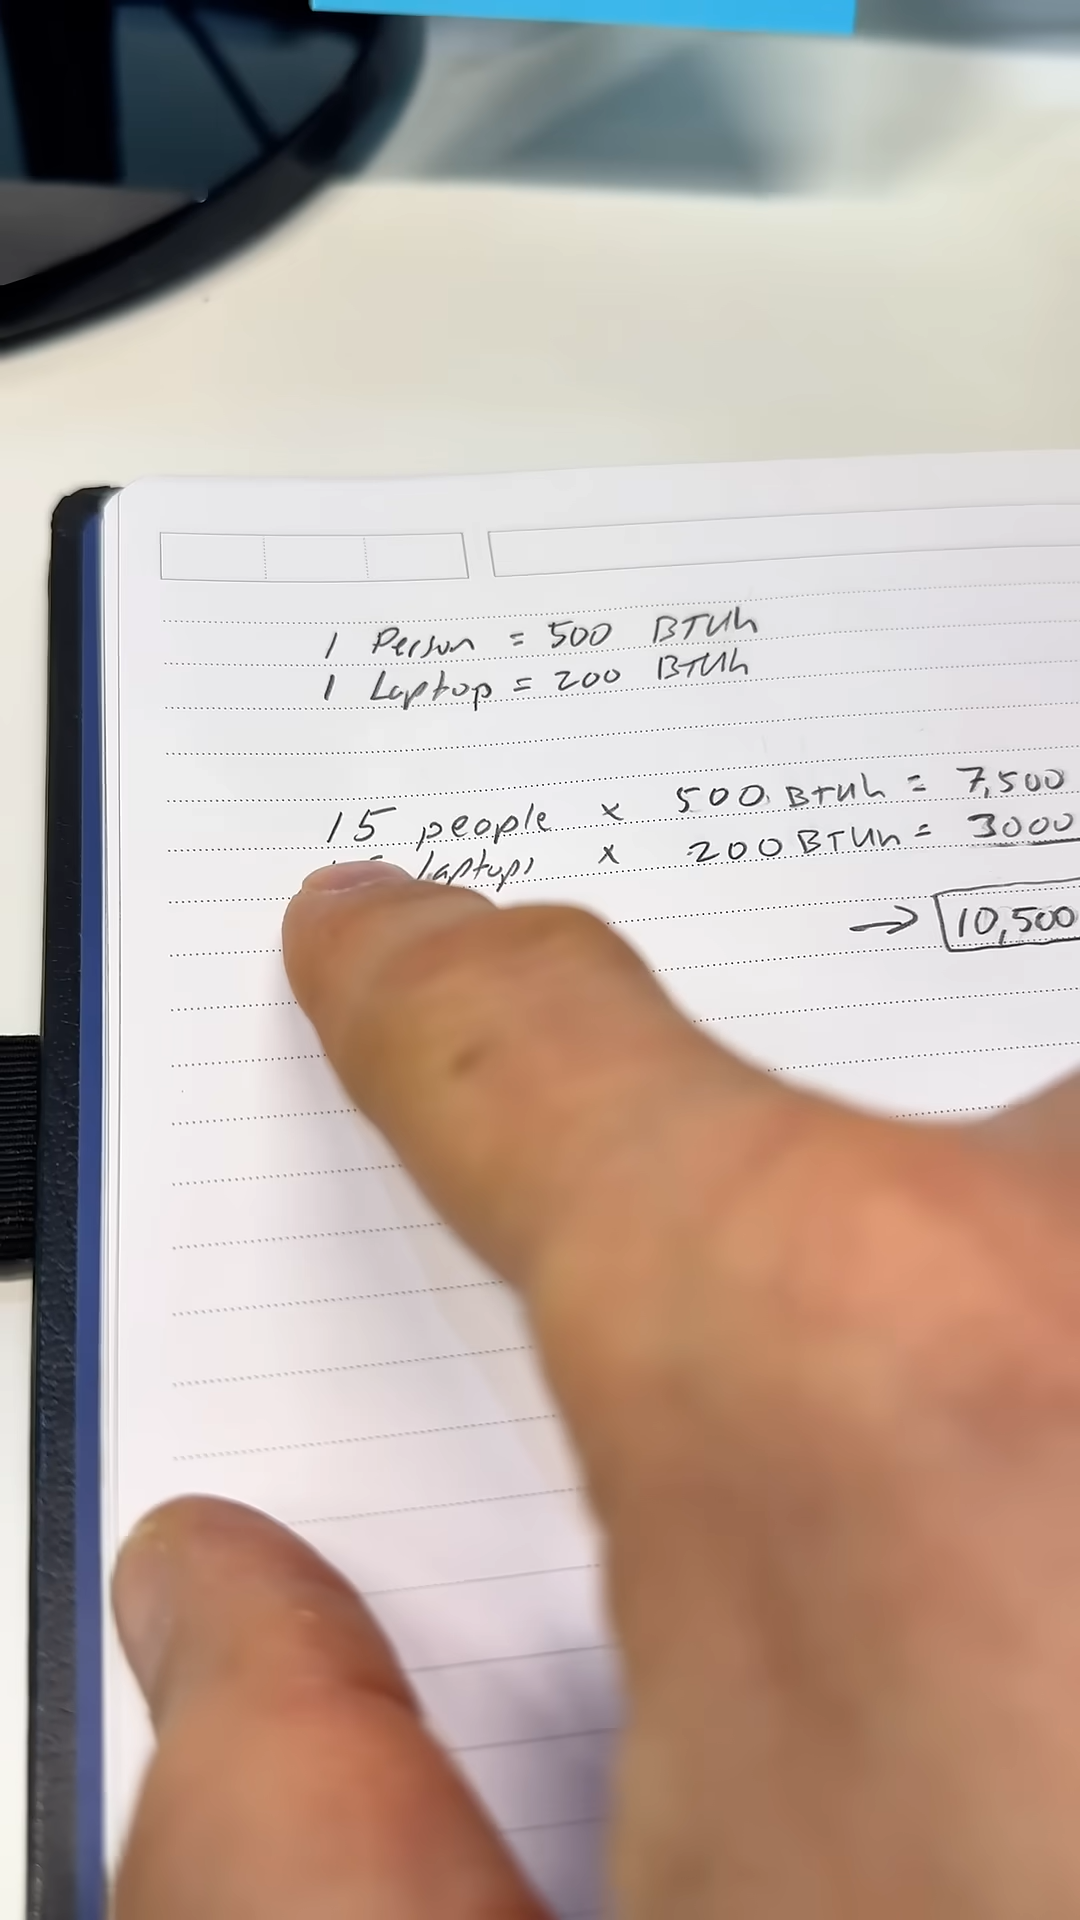 1 Person = 500 BTUh
1 Laptop = 200 BTUh
15 people x 500 BTUh = 7,500
laptops x 200 BTUh = 3000
→ 10,500